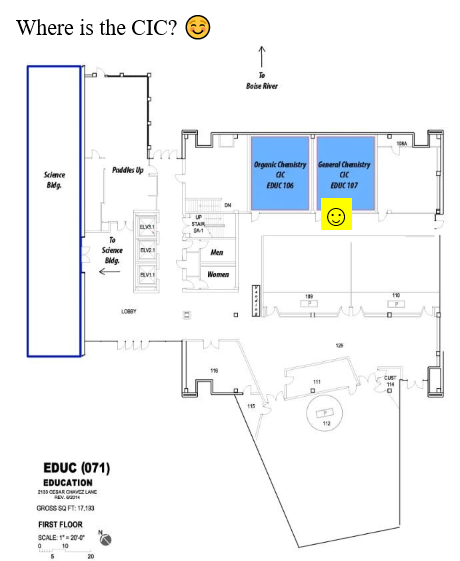 Where is the CIC? 😊
To
Boise River
Science
Bldg.
Puddles Up
Organic Chemistry
CIC
EDUC 106
General Chemistry
CIC
EDUC 107
108A
DN
UP
STAIR
SA-1
ELV3.1
ELV2.1
ELV1.1
To
Science
Bldg.
Men
Women
LOBBY
109
P
110
P
125
116
115
111
CUST
114
P
112
EDUC (071)
EDUCATION
2133 CESAR CHAVEZ LANE
REV. 6/2014
GROSS SQ FT: 17,193
FIRST FLOOR
SCALE: 1" = 20'-0"
N
0 10
5 20